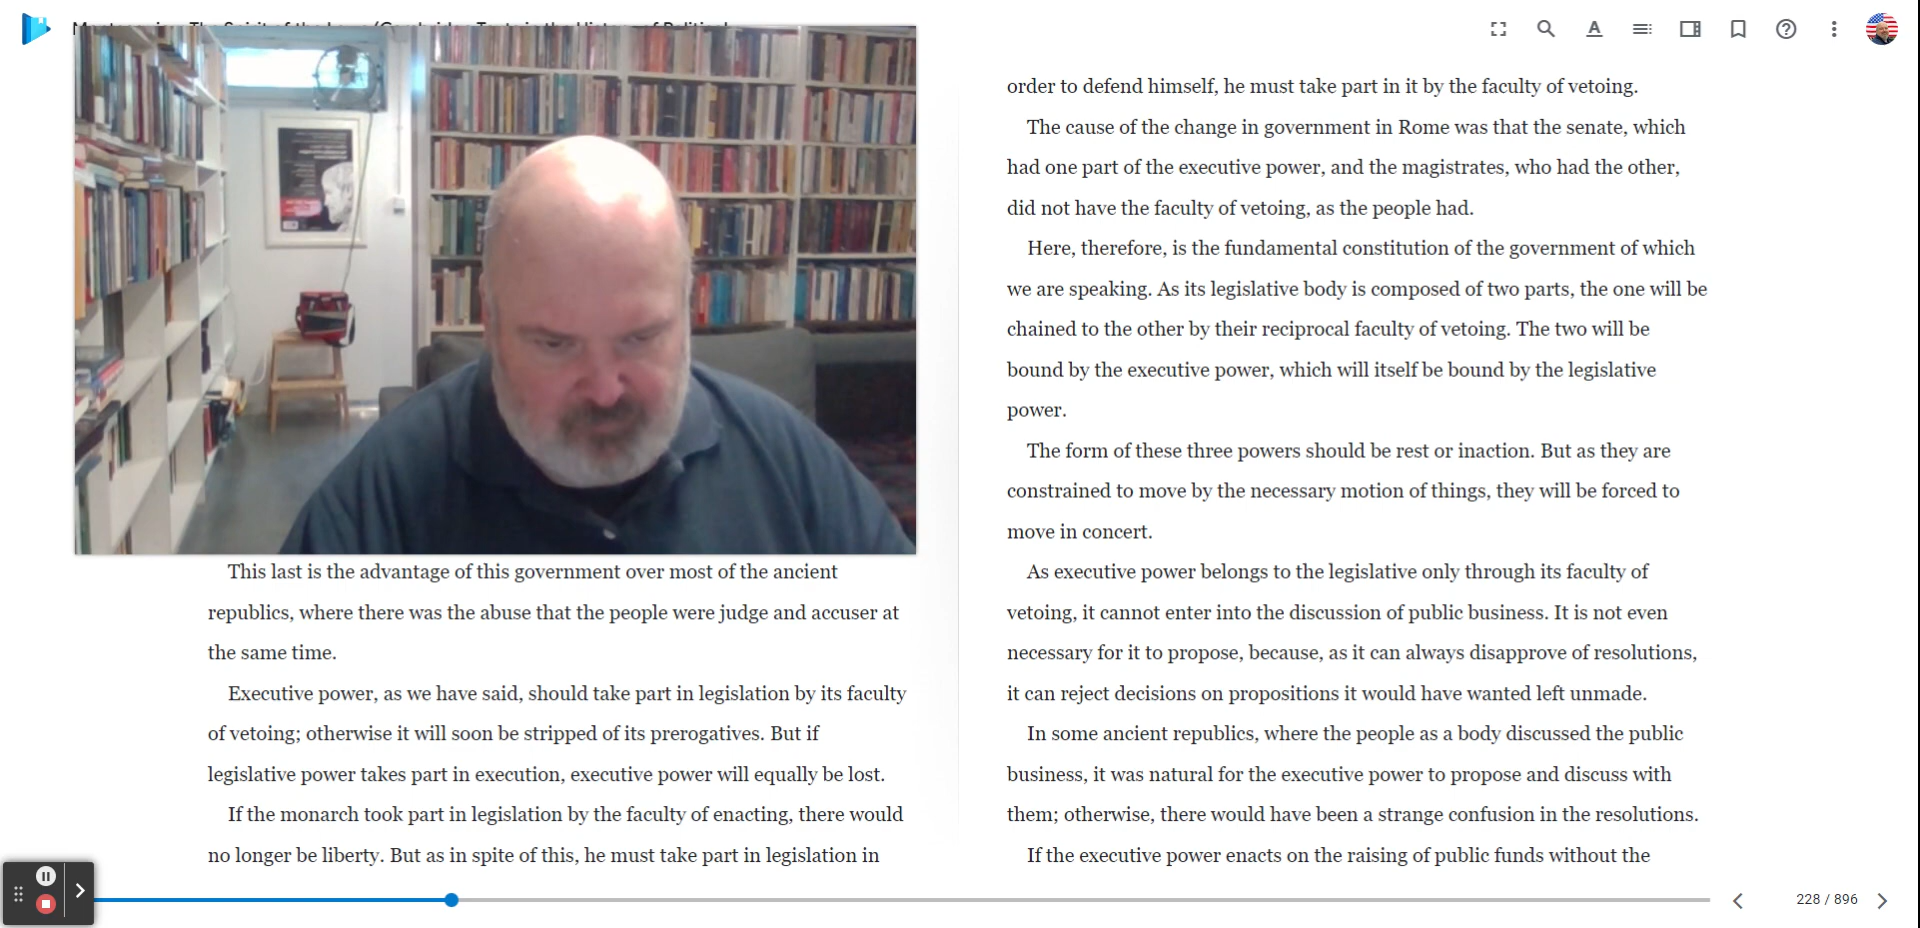 This last is the advantage of this government over most of the ancient
republics, where there was the abuse that the people were judge and accuser at
the same time.
Executive power, as we have said, should take part in legislation by its faculty
of vetoing; otherwise it will soon be stripped of its prerogatives. But if
legislative power takes part in execution, executive power will equally be lost.
If the monarch took part in legislation by the faculty of enacting, there would
no longer be liberty. But as in spite of this, he must take part in legislation in
order to defend himself, he must take part in it by the faculty of vetoing.
The cause of the change in government in Rome was that the senate, which
had one part of the executive power, and the magistrates, who had the other,
did not have the faculty of vetoing, as the people had.
Here, therefore, is the fundamental constitution of the government of which
we are speaking. As its legislative body is composed of two parts, the one will be
chained to the other by their reciprocal faculty of vetoing. The two will be
bound by the executive power, which will itself be bound by the legislative
power.
The form of these three powers should be rest or inaction. But as they are
constrained to move by the necessary motion of things, they will be forced to
move in concert.
As executive power belongs to the legislative only through its faculty of
vetoing, it cannot enter into the discussion of public business. It is not even
necessary for it to propose, because, as it can always disapprove of resolutions,
it can reject decisions on propositions it would have wanted left unmade.
In some ancient republics, where the people as a body discussed the public
business, it was natural for the executive power to propose and discuss with
them; otherwise, there would have been a strange confusion in the resolutions.
If the executive power enacts on the raising of public funds without the
228 / 896